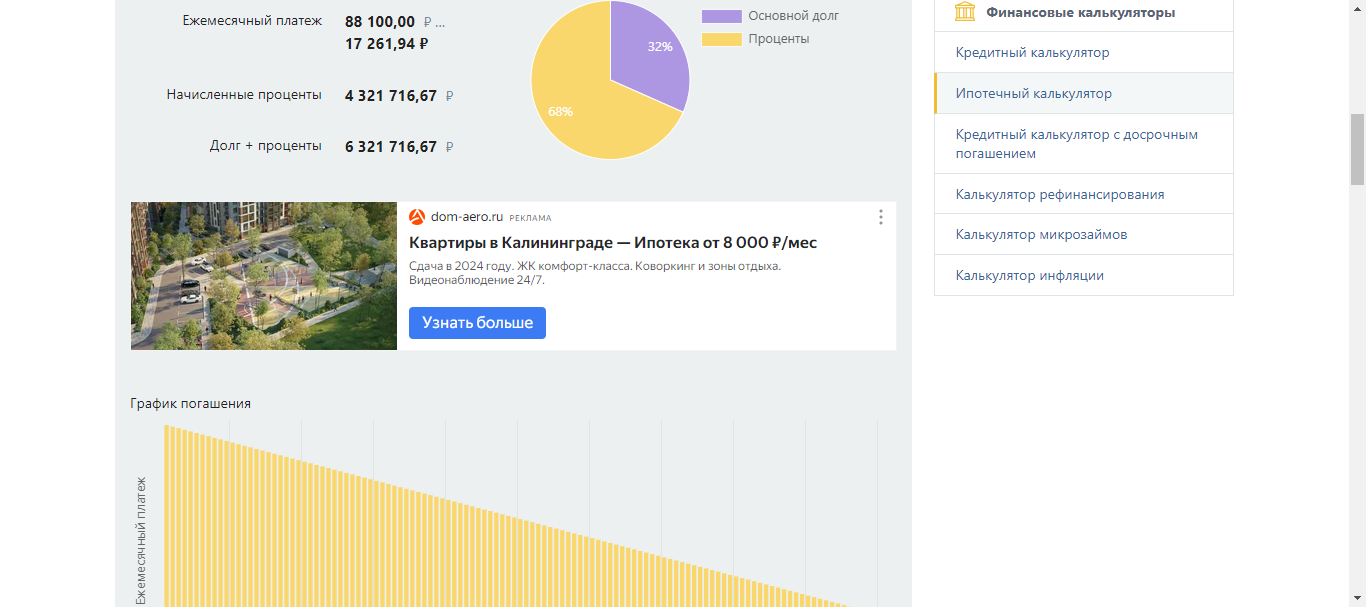 Ежемесячный платеж
88 100,00 ₽ ...
17 261,94 ₽
Начисленные проценты
4 321 716,67 ₽
Долг + проценты
6 321 716,67 ₽
32%
68%
Основной долг
Проценты
dom-aero.ru РЕКЛАМА
Квартиры в Калининграде — Ипотека от 8 000 ₽/мес
Сдача в 2024 году. ЖК комфорт-класса. Коворкинг и зоны отдыха.
Видеонаблюдение 24/7.
Узнать больше
График погашения
Ежемесячный платеж
Финансовые калькуляторы
Кредитный калькулятор
Ипотечный калькулятор
Кредитный калькулятор с досрочным
погашением
Калькулятор рефинансирования
Калькулятор микрозаймов
Калькулятор инфляции